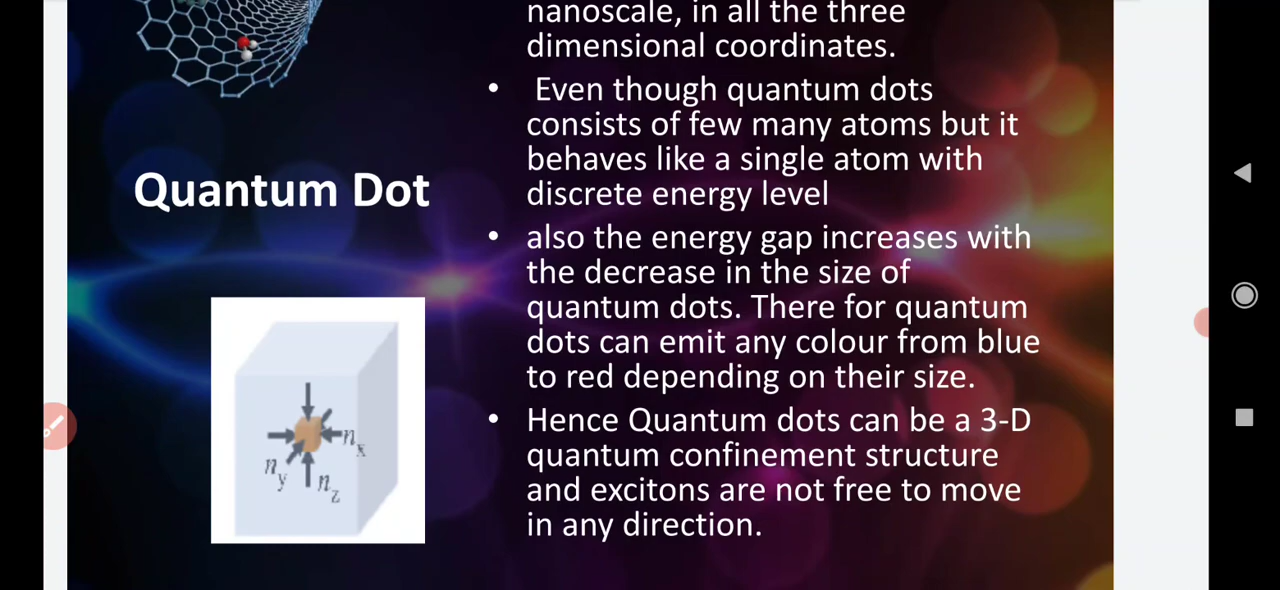 nanoscale, in all the three
dimensional coordinates.
• Even though quantum dots
consists of few many atoms but it
behaves like a single atom with
discrete energy level
Quantum Dot
• also the energy gap increases with
the decrease in the size of
quantum dots. There for quantum
dots can emit any colour from blue
to red depending on their size.
• Hence Quantum dots can be a 3-D
quantum confinement structure
and excitons are not free to move
in any direction.
n x
n y
n z